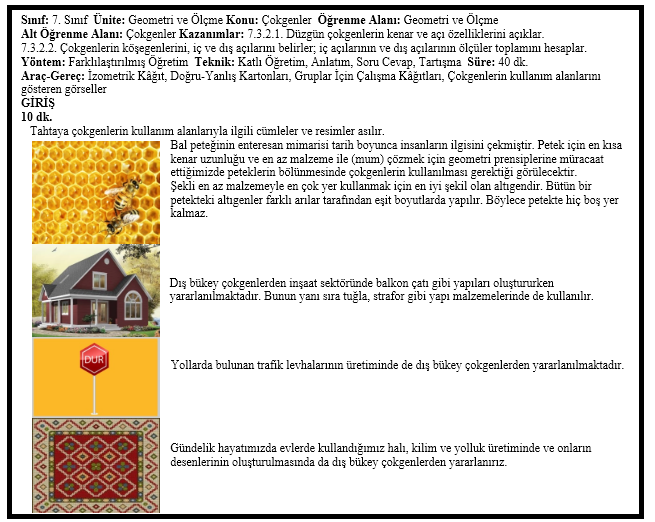 Sınıf: 7. Sınıf Ünite: Geometri ve Ölçme Konu: Çokgenler Öğrenme Alanı: Geometri ve Ölçme
Alt Öğrenme Alanı: Çokgenler Kazanımlar: 7.3.2.1. Düzgün çokgenlerin kenar ve açı özelliklerini açıklar.
7.3.2.2. Çokgenlerin köşegenlerini, iç ve dış açılarını belirler; iç açılarının ve dış açılarının ölçüler toplamını hesaplar.
Yöntem: Farklılaştırılmış Öğretim Teknik: Katlı Öğretim, Anlatım, Soru Cevap, Tartışma Süre: 40 dk.
Araç-Gereç: İzometrik Kâğıt, Doğru-Yanlış Kartonları, Gruplar İçin Çalışma Kâğıtları, Çokgenlerin kullanım alanlarını
gösteren görseller
GİRİŞ
10 dk.
Tahtaya çokgenlerin kullanım alanlarıyla ilgili cümleler ve resimler asılır.
Bal peteğinin enteresan mimarisi tarih boyunca insanların ilgisini çekmiştir. Petek için en kısa
kenar uzunluğu ve en az malzeme ile (mum) çözmek için geometri prensiplerine müracaat
ettiğimizde peteklerin bölünmesinde çokgenlerin kullanılması gerektiği görülecektir.
Şekli en az malzemeyle en çok yer kullanmak için en iyi şekil olan altıgendir. Bütün bir
petekteki altıgenler farklı arılar tarafından eşit boyutlarda yapılır. Böylece petekte hiç boş yer
kalmaz.
Dış bükey çokgenlerden inşaat sektöründe balkon çatı gibi yapıları oluştururken
yararlanılmaktadır. Bunun yanı sıra tuğla, strafor gibi yapı malzemelerinde de kullanılır.
DUR
Yollarda bulunan trafik levhalarının üretiminde de dış bükey çokgenlerden yararlanılmaktadır.
Gündelik hayatımızda evlerde kullandığımız halı, kilim ve yolluk üretiminde ve onların
desenlerinin oluşturulmasında da dış bükey çokgenlerden yararlanırız.